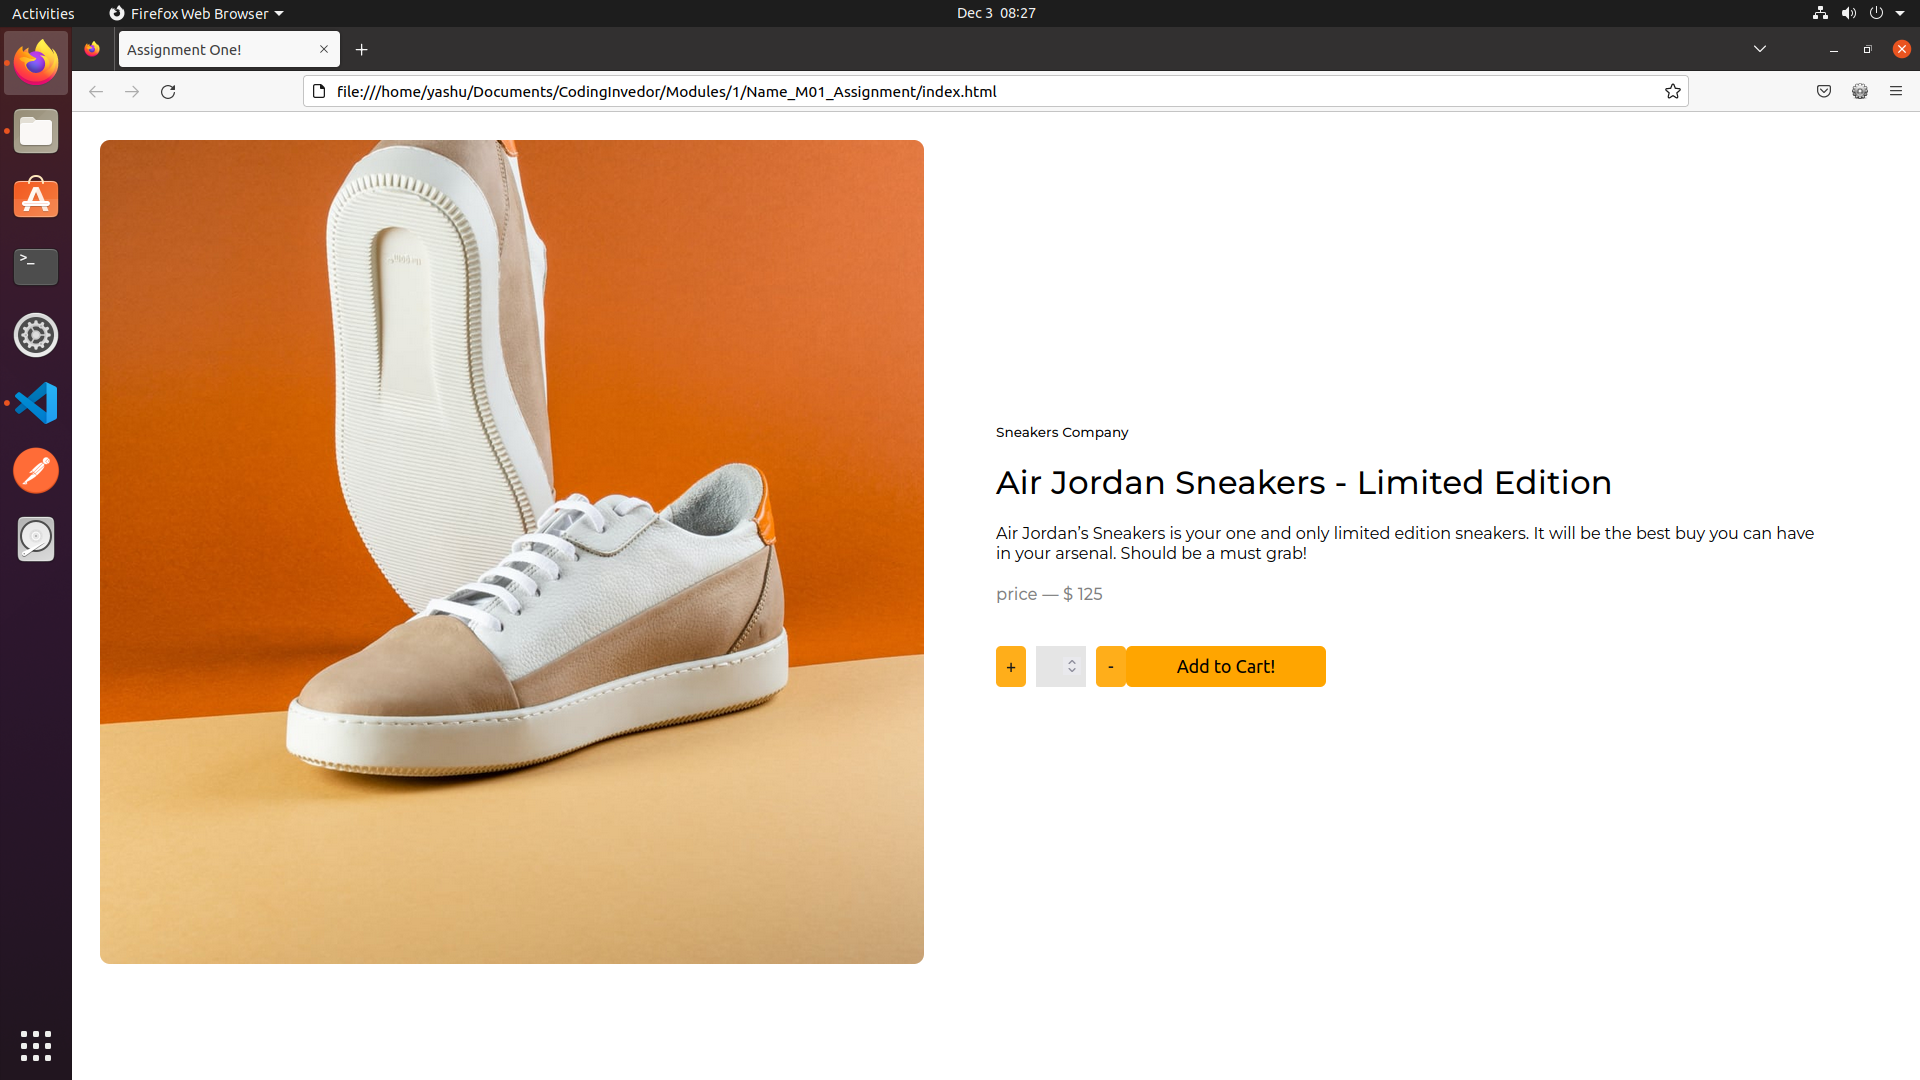 Activities
Firefox Web Browser
Dec 3 08:27
Assignment One!
file:///home/yashu/Documents/CodingInvedor/Modules/1/Name_M01_Assignment/index.html
Sneakers Company
Air Jordan Sneakers - Limited Edition
Air Jordan’s Sneakers is your one and only limited edition sneakers. It will be the best buy you can have
in your arsenal. Should be a must grab!
price — $ 125
+
-
Add to Cart!